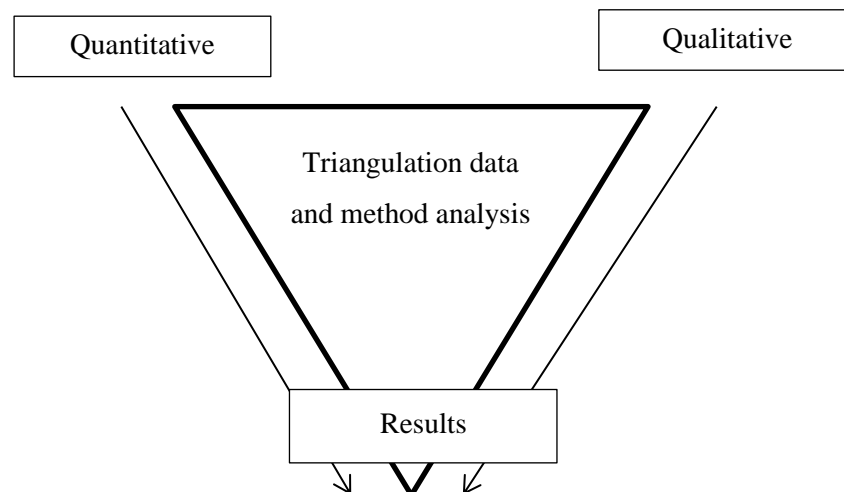 Quantitative
Qualitative
Triangulation data
and method analysis
Results